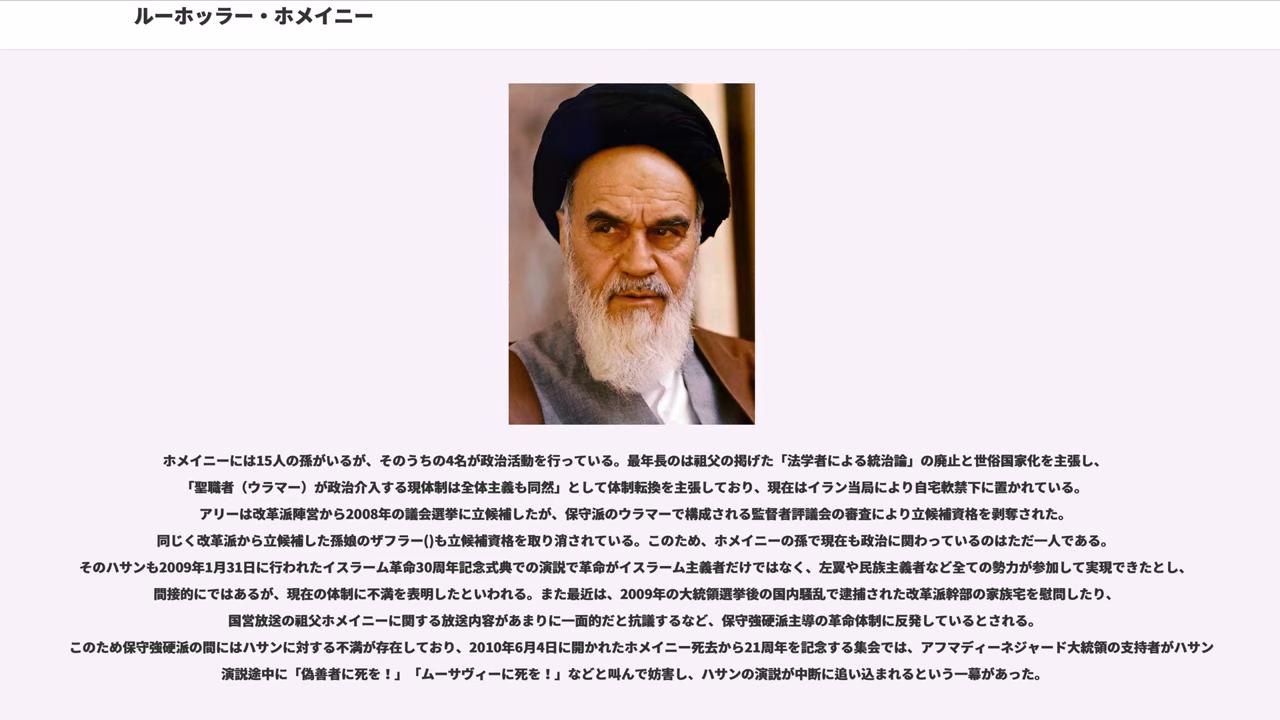 ルーホッラー・ホメイニー
ホメイニーには15人の孫がいるが、そのうちの4名が政治活動を行っている。最年長のは祖父の掲げた「法学者による統治論」の廃止と世俗国家化を主張し、
「聖職者（ウラマー）が政治介入する現体制は全体主義も同然」として体制転換を主張しており、現在はイラン当局により自宅軟禁下に置かれている。
アリーは改革派陣営から2008年の議会選挙に立候補したが、保守派のウラマーで構成される監督者評議会の審査により立候補資格を剥奪された。
同じく改革派から立候補した孫娘のザフラー()も立候補資格を取り消されている。このため、ホメイニーの孫で現在も政治に関わっているのはただ一人である。
そのハサンも2009年1月31日に行われたイスラーム革命30周年記念式典での演説で革命がイスラーム主義者だけではなく、左翼や民族主義者など全ての勢力が参加して実現できたとし、
間接的にではあるが、現在の体制に不満を表明したといわれる。また最近は、2009年の大統領選挙後の国内騒乱で逮捕された改革派幹部の家族宅を慰問したり、
国営放送の祖父ホメイニーに関する放送内容があまりに一面的だと抗議するなど、保守強硬派主導の革命体制に反発しているとされる。
このため保守強硬派の間にはハサンに対する不満が存在しており、2010年6月4日に開かれたホメイニー死去から21周年を記念する集会では、アフマディーネジャード大統領の支持者がハサン
演説途中に「偽善者に死を！」「ムーサヴィーに死を！」などと叫んで妨害し、ハサンの演説が中断に追い込まれるという一幕があった。